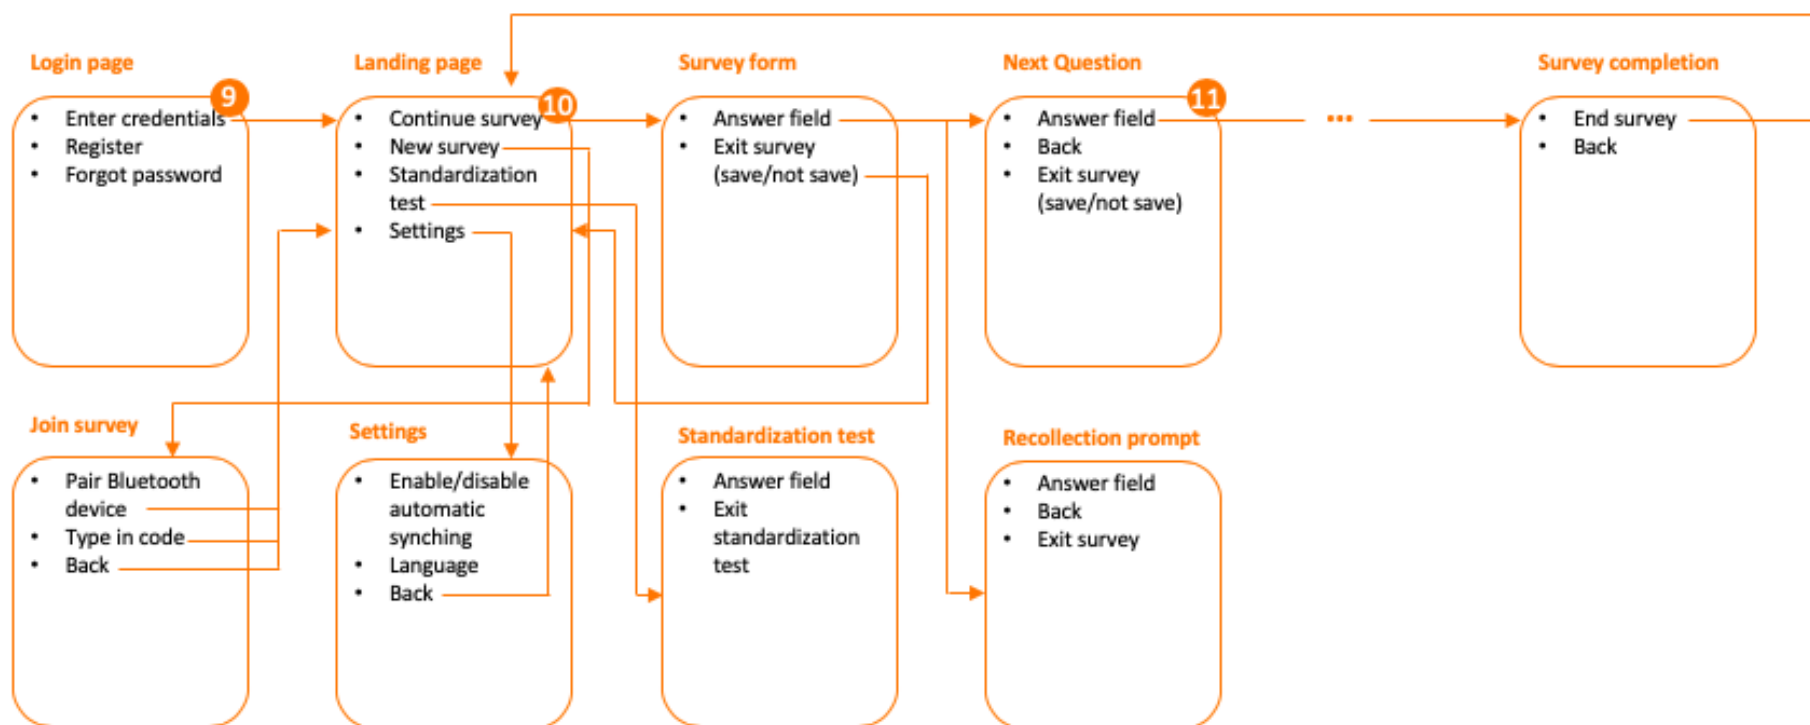 Login page
9
• Enter credentials
• Register
• Forgot password
Landing page
10
• Continue survey
• New survey
• Standardization
test
• Settings
Survey form
• Answer field
• Exit survey
(save/not save)
Next Question
11
• Answer field
• Back
• Exit survey
(save/not save)
...
Survey completion
• End survey
• Back
Join survey
• Pair Bluetooth
device
• Type in code
• Back
Settings
• Enable/disable
automatic
synching
• Language
• Back
Standardization test
• Answer field
• Exit
standardization
test
Recollection prompt
• Answer field
• Back
• Exit survey